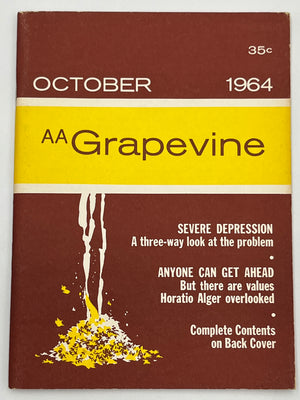 35c
OCTOBER 1964
AA Grapevine
SEVERE DEPRESSION
A three-way look at the problem
•
ANYONE CAN GET AHEAD
But there are values
Horatio Alger overlooked
•
Complete Contents
on Back Cover